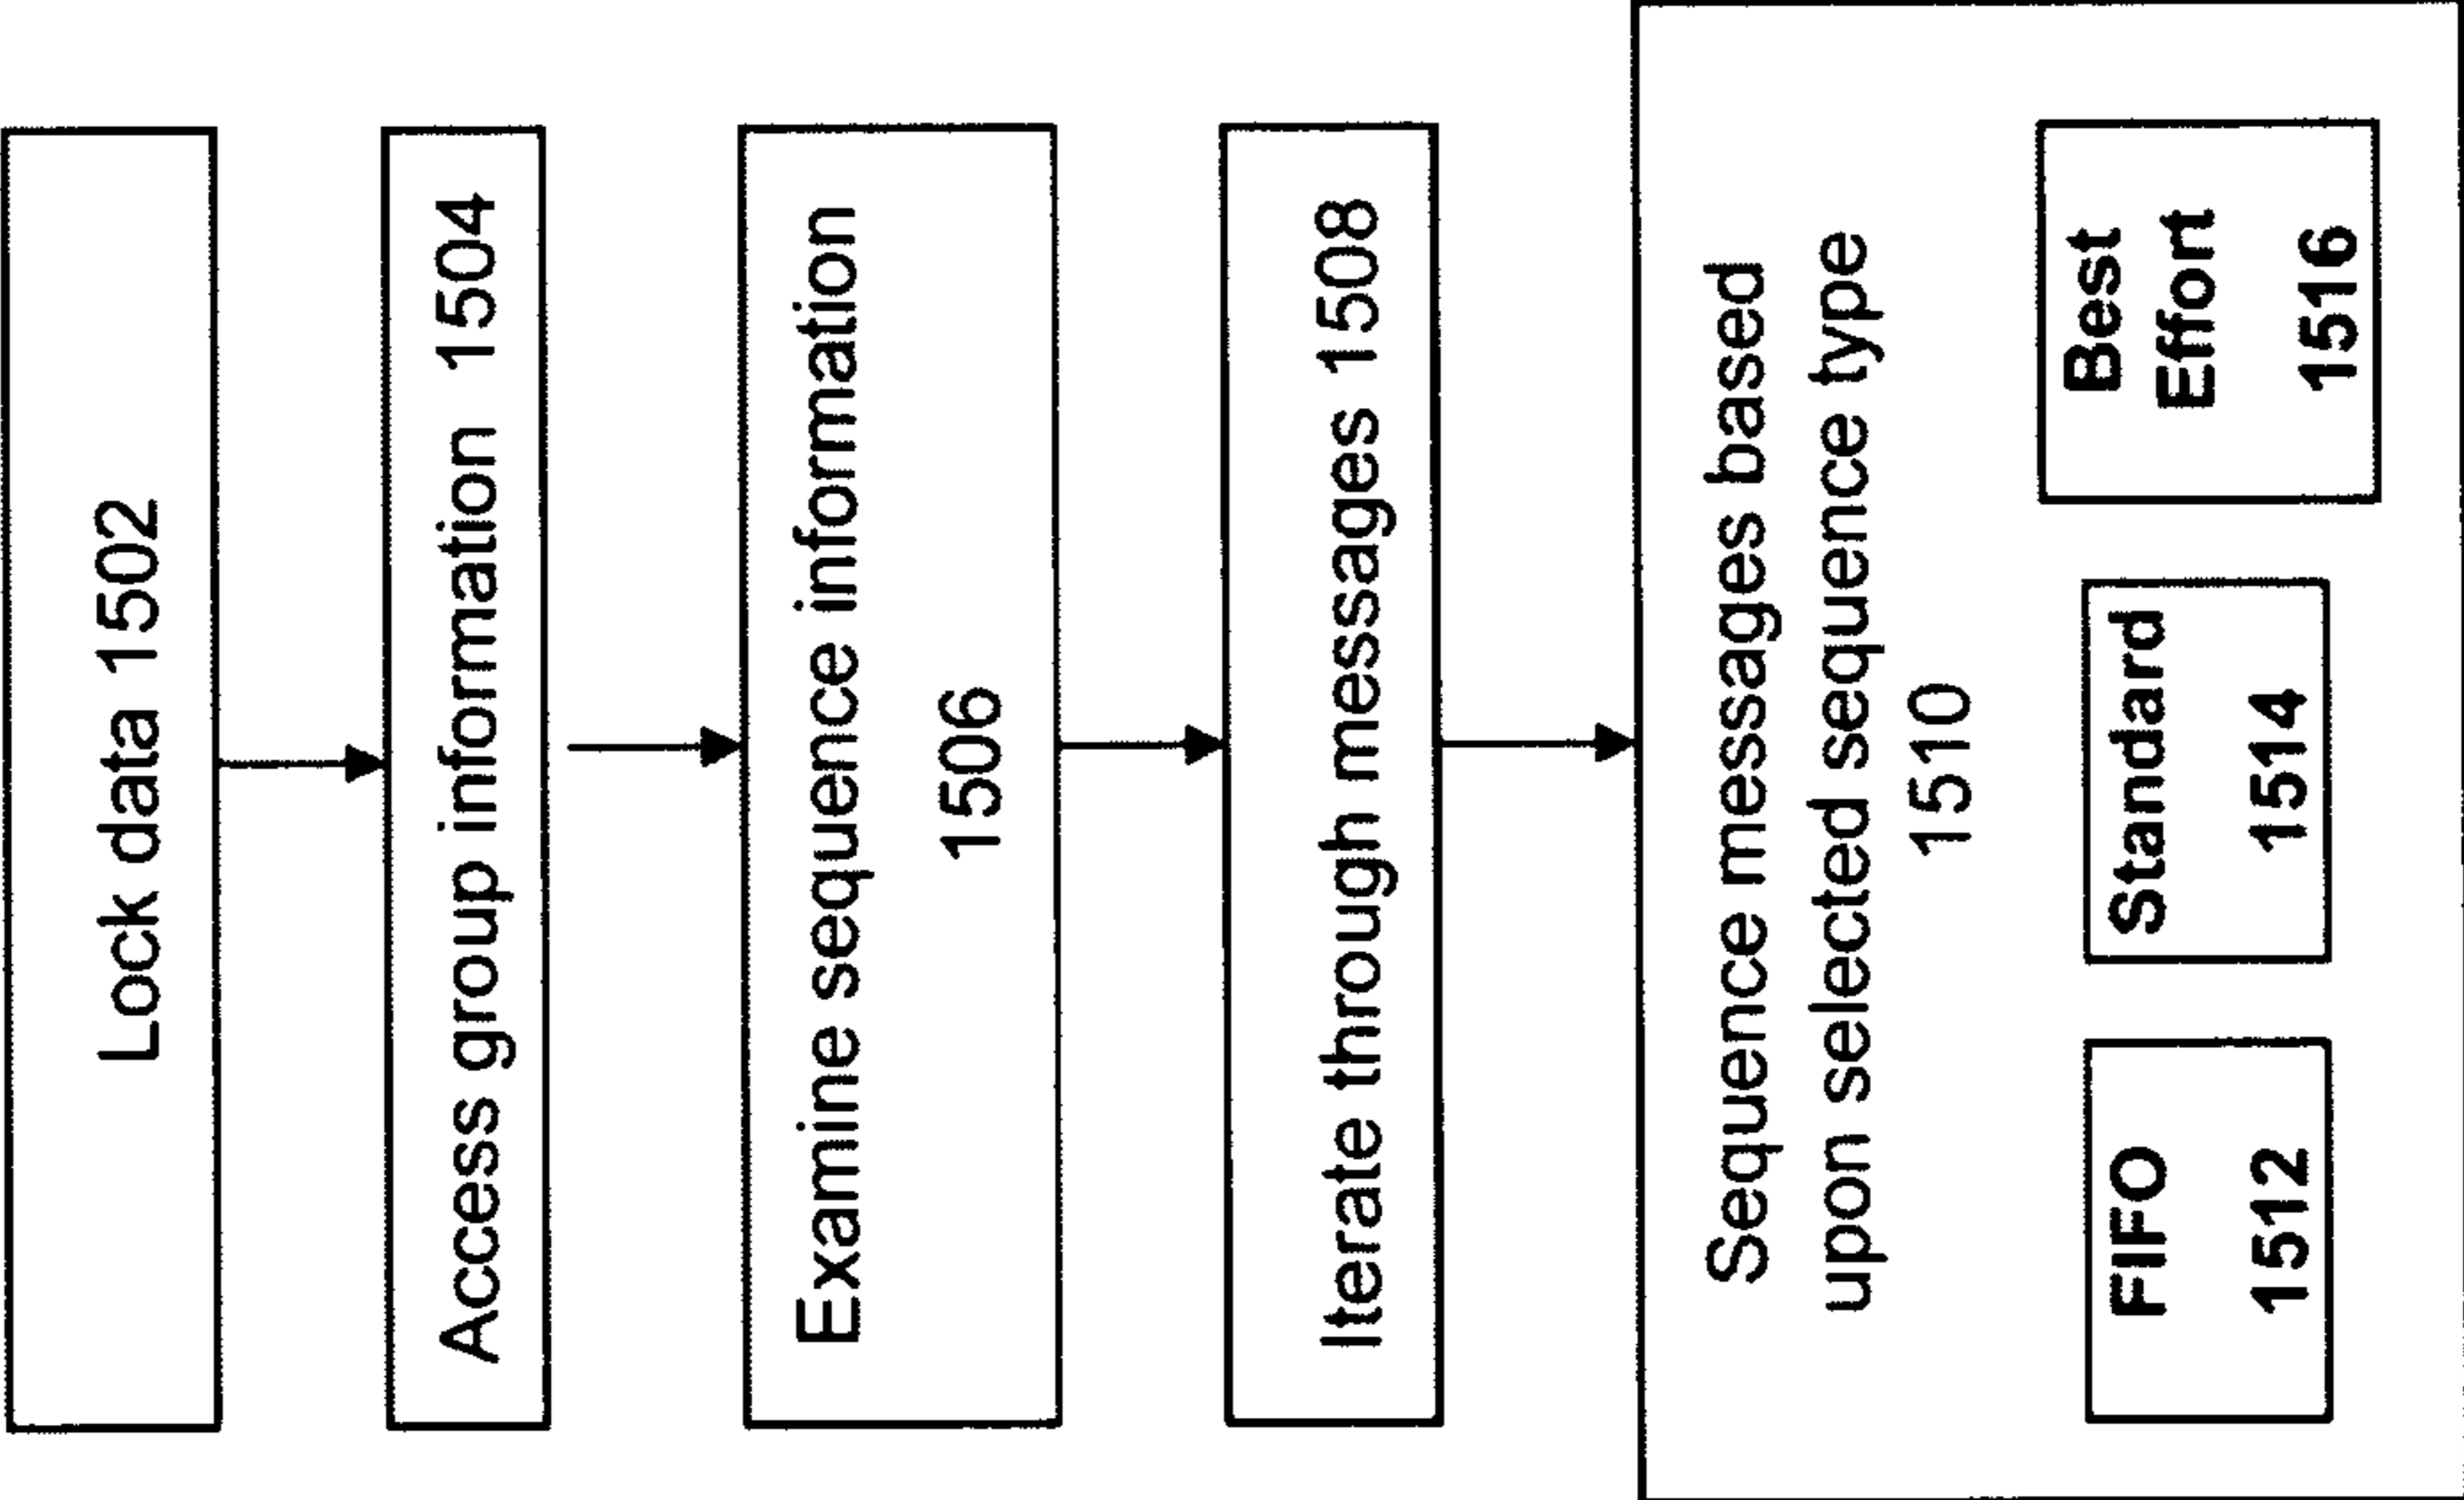 Lock data 1502
Access group information 1504
Examine sequence information
1506
Iterate through messages 1508
Sequence messages based
upon selected sequence type
1510
FIFO
1512
Standard
1514
Best
Effort
1516